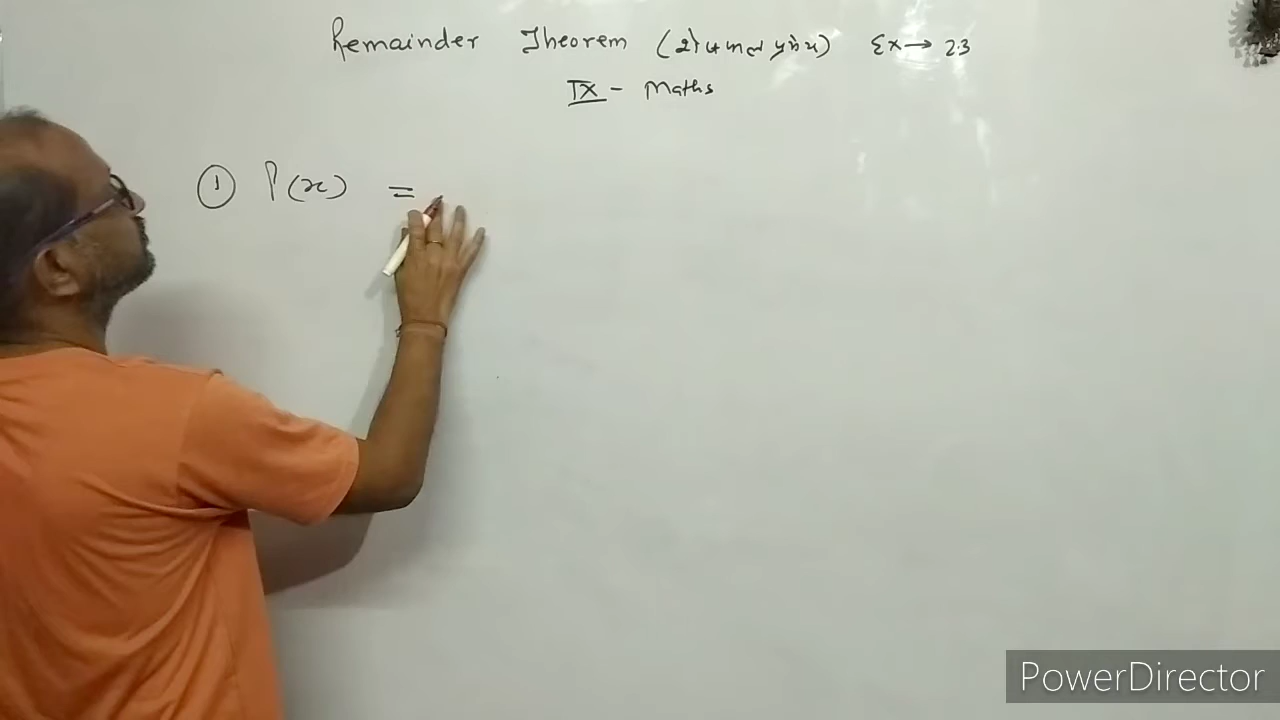 Remainder Theorem (શેષ પ્રમેય) Ex → 2.3
IX - Maths
① P(x) =
PowerDirector